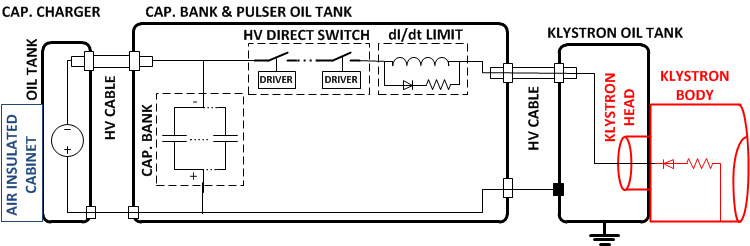 CAP. CHARGER
CAP. BANK & PULSER OIL TANK
HV DIRECT SWITCH
dI/dt LIMIT
KLYSTRON OIL TANK
OIL TANK
HV CABLE
DRIVER
DRIVER
CAP. BANK
-
+
HV CABLE
KLYSTRON
HEAD
KLYSTRON
BODY
AIR INSULATED
CABINET
−
+